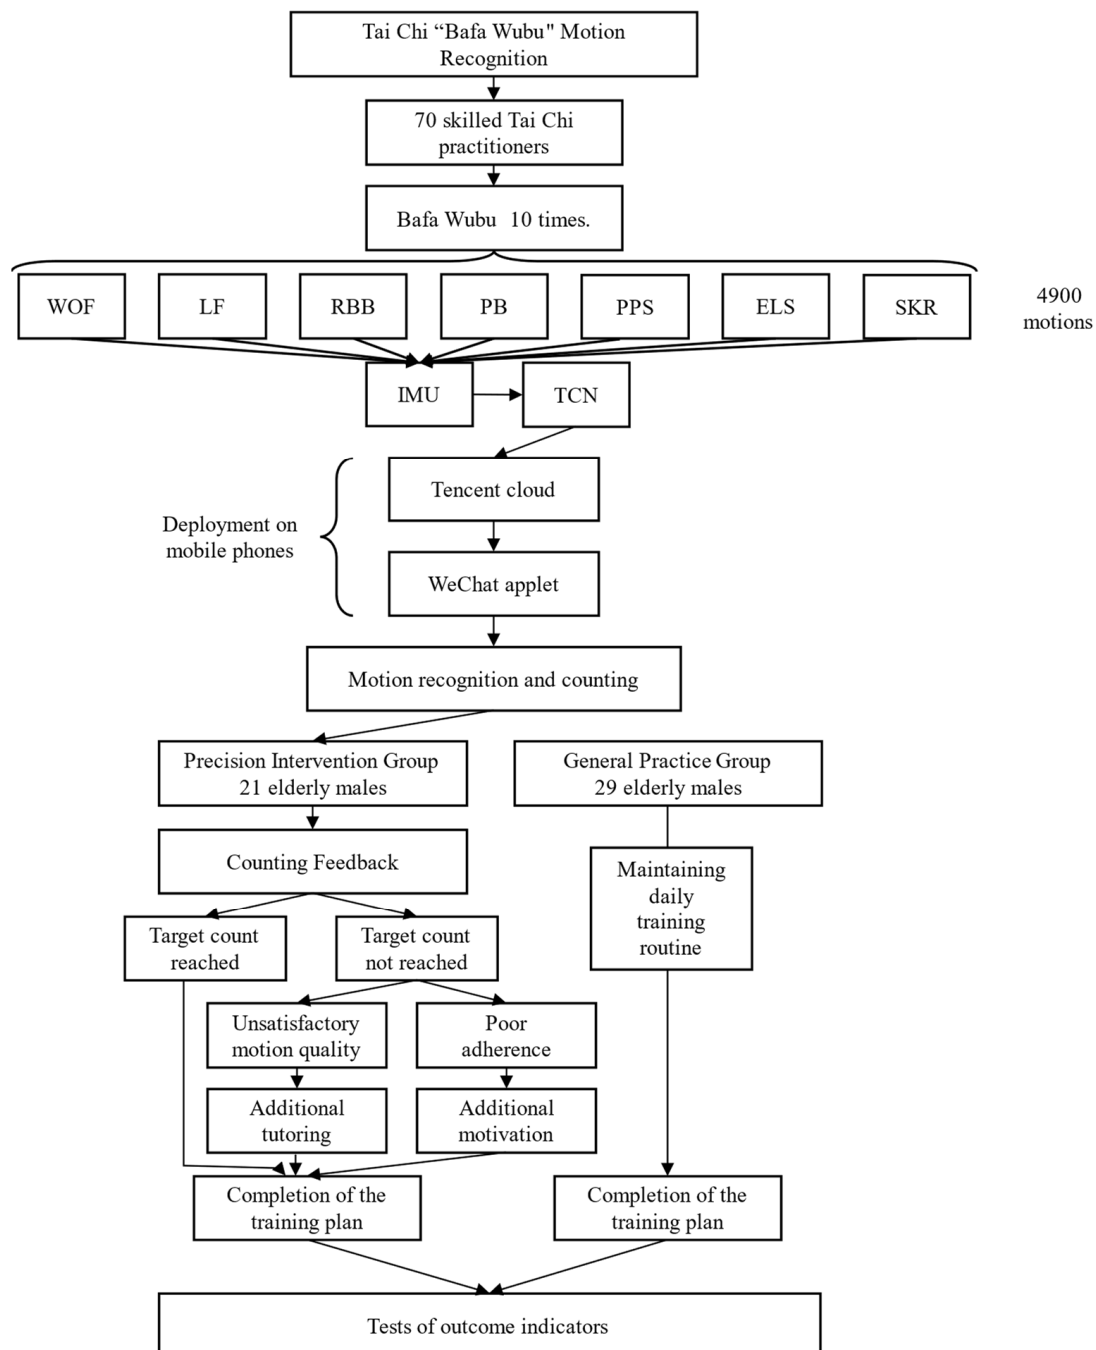 Tai Chi “Bafa Wubu" Motion
Recognition
70 skilled Tai Chi
practitioners
Bafa Wubu 10 times.
WOF
LF
RBB
PB
PPS
ELS
SKR
4900
motions
IMU
TCN
Tencent cloud
Deployment on
mobile phones
WeChat applet
Motion recognition and counting
Precision Intervention Group
21 elderly males
General Practice Group
29 elderly males
Counting Feedback
Maintaining
daily
training
routine
Target count
reached
Target count
not reached
Unsatisfactory
motion quality
Poor
adherence
Additional
tutoring
Additional
motivation
Completion of the
training plan
Completion of the
training plan
Tests of outcome indicators